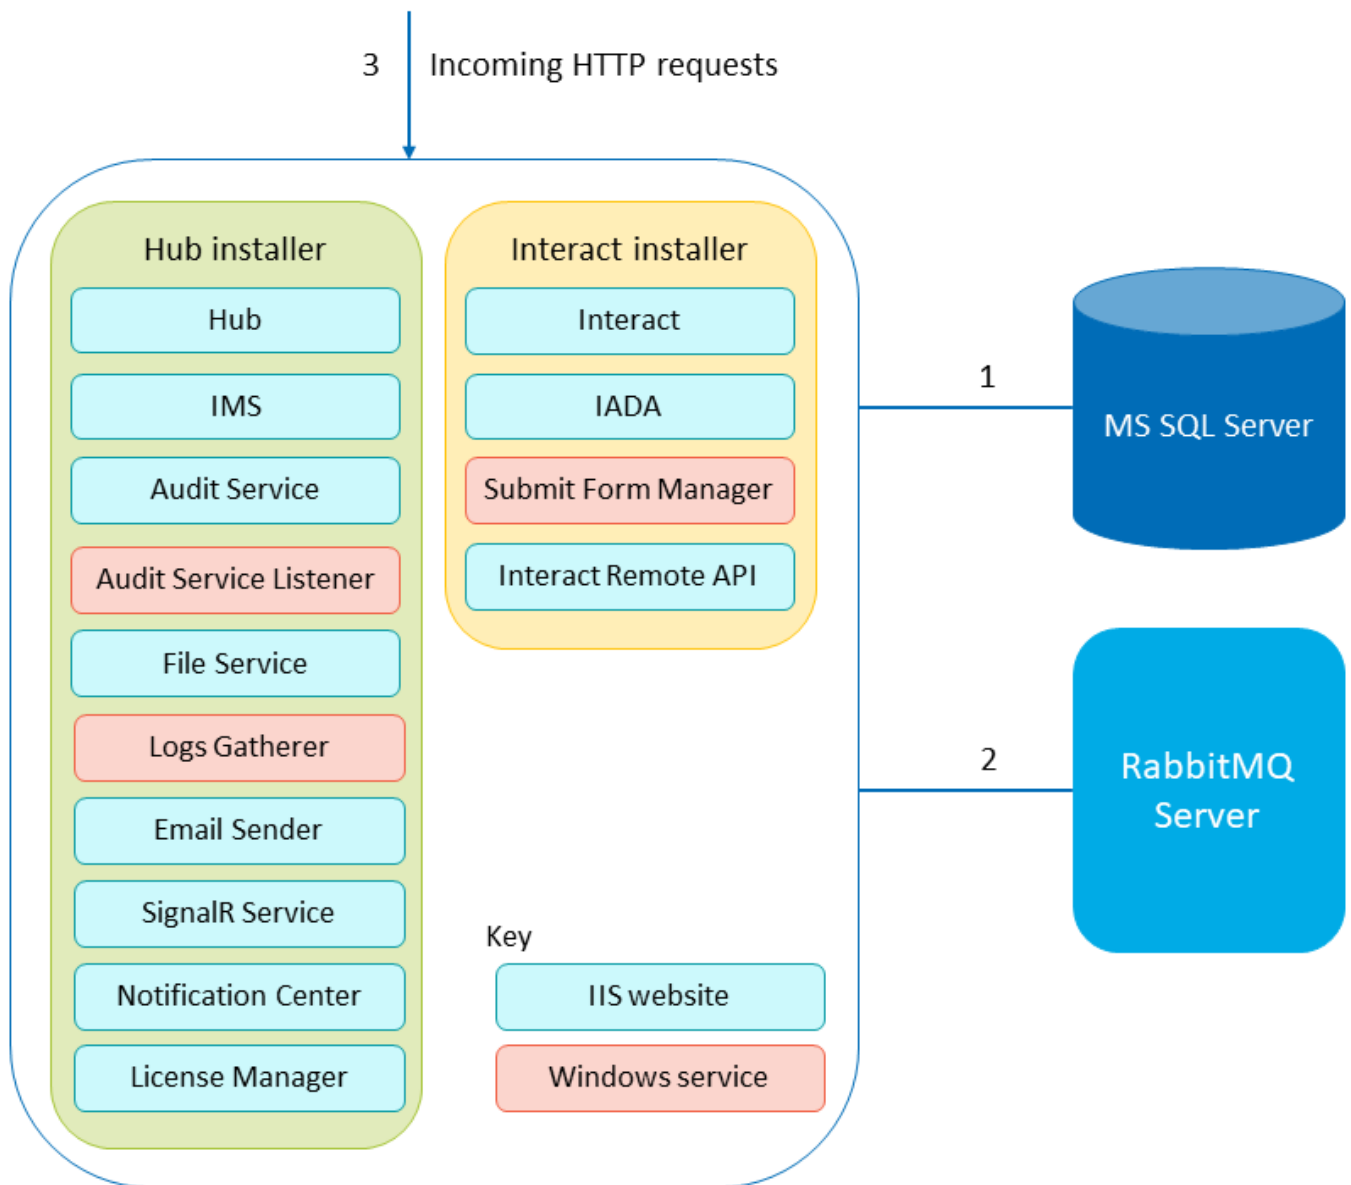 3 Incoming HTTP requests
Hub installer
Hub
IMS
Audit Service
Audit Service Listener
File Service
Logs Gatherer
Email Sender
SignalR Service
Notification Center
License Manager
Interact installer
Interact
IADA
Submit Form Manager
Interact Remote API
Key
IIS website
Windows service
1
MS SQL Server
2
RabbitMQ
Server